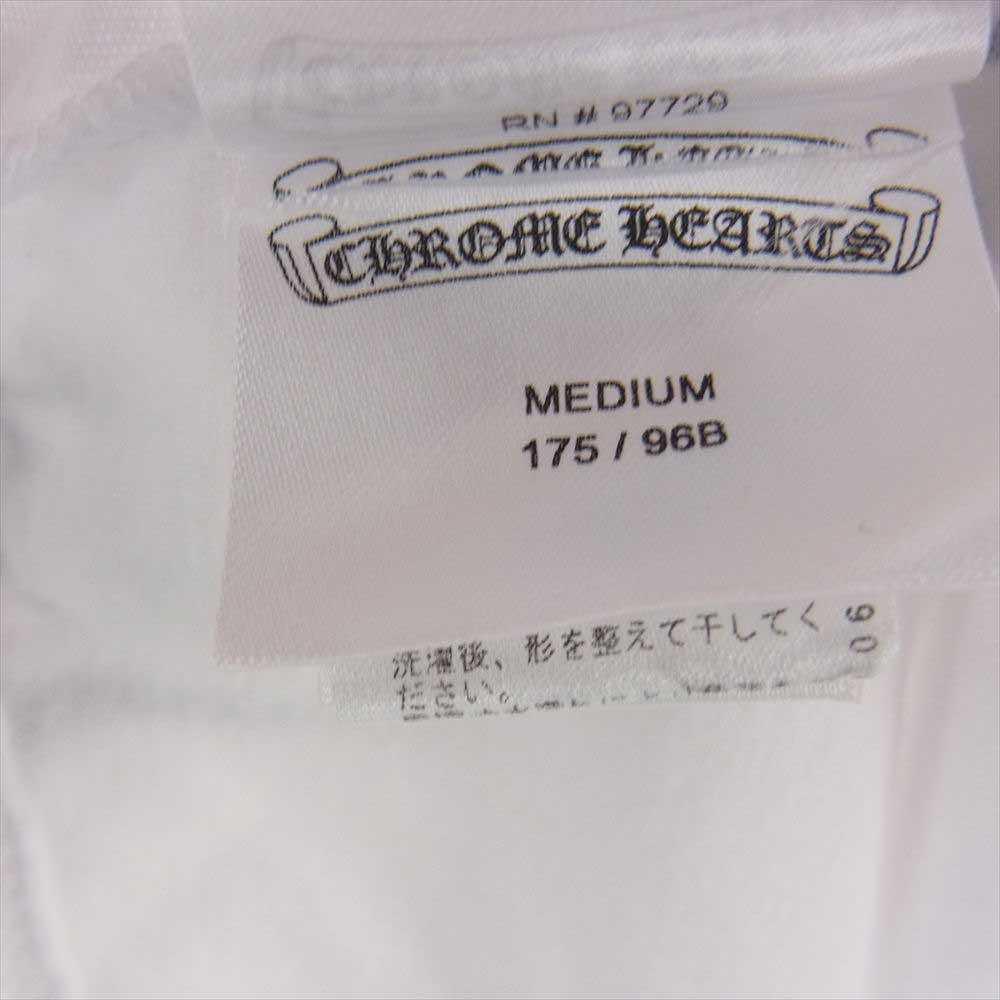 RN # 97729
CHROME HEARTS
MEDIUM
175 / 96B
洗濯後、形を整えて干してく
ださい。
90